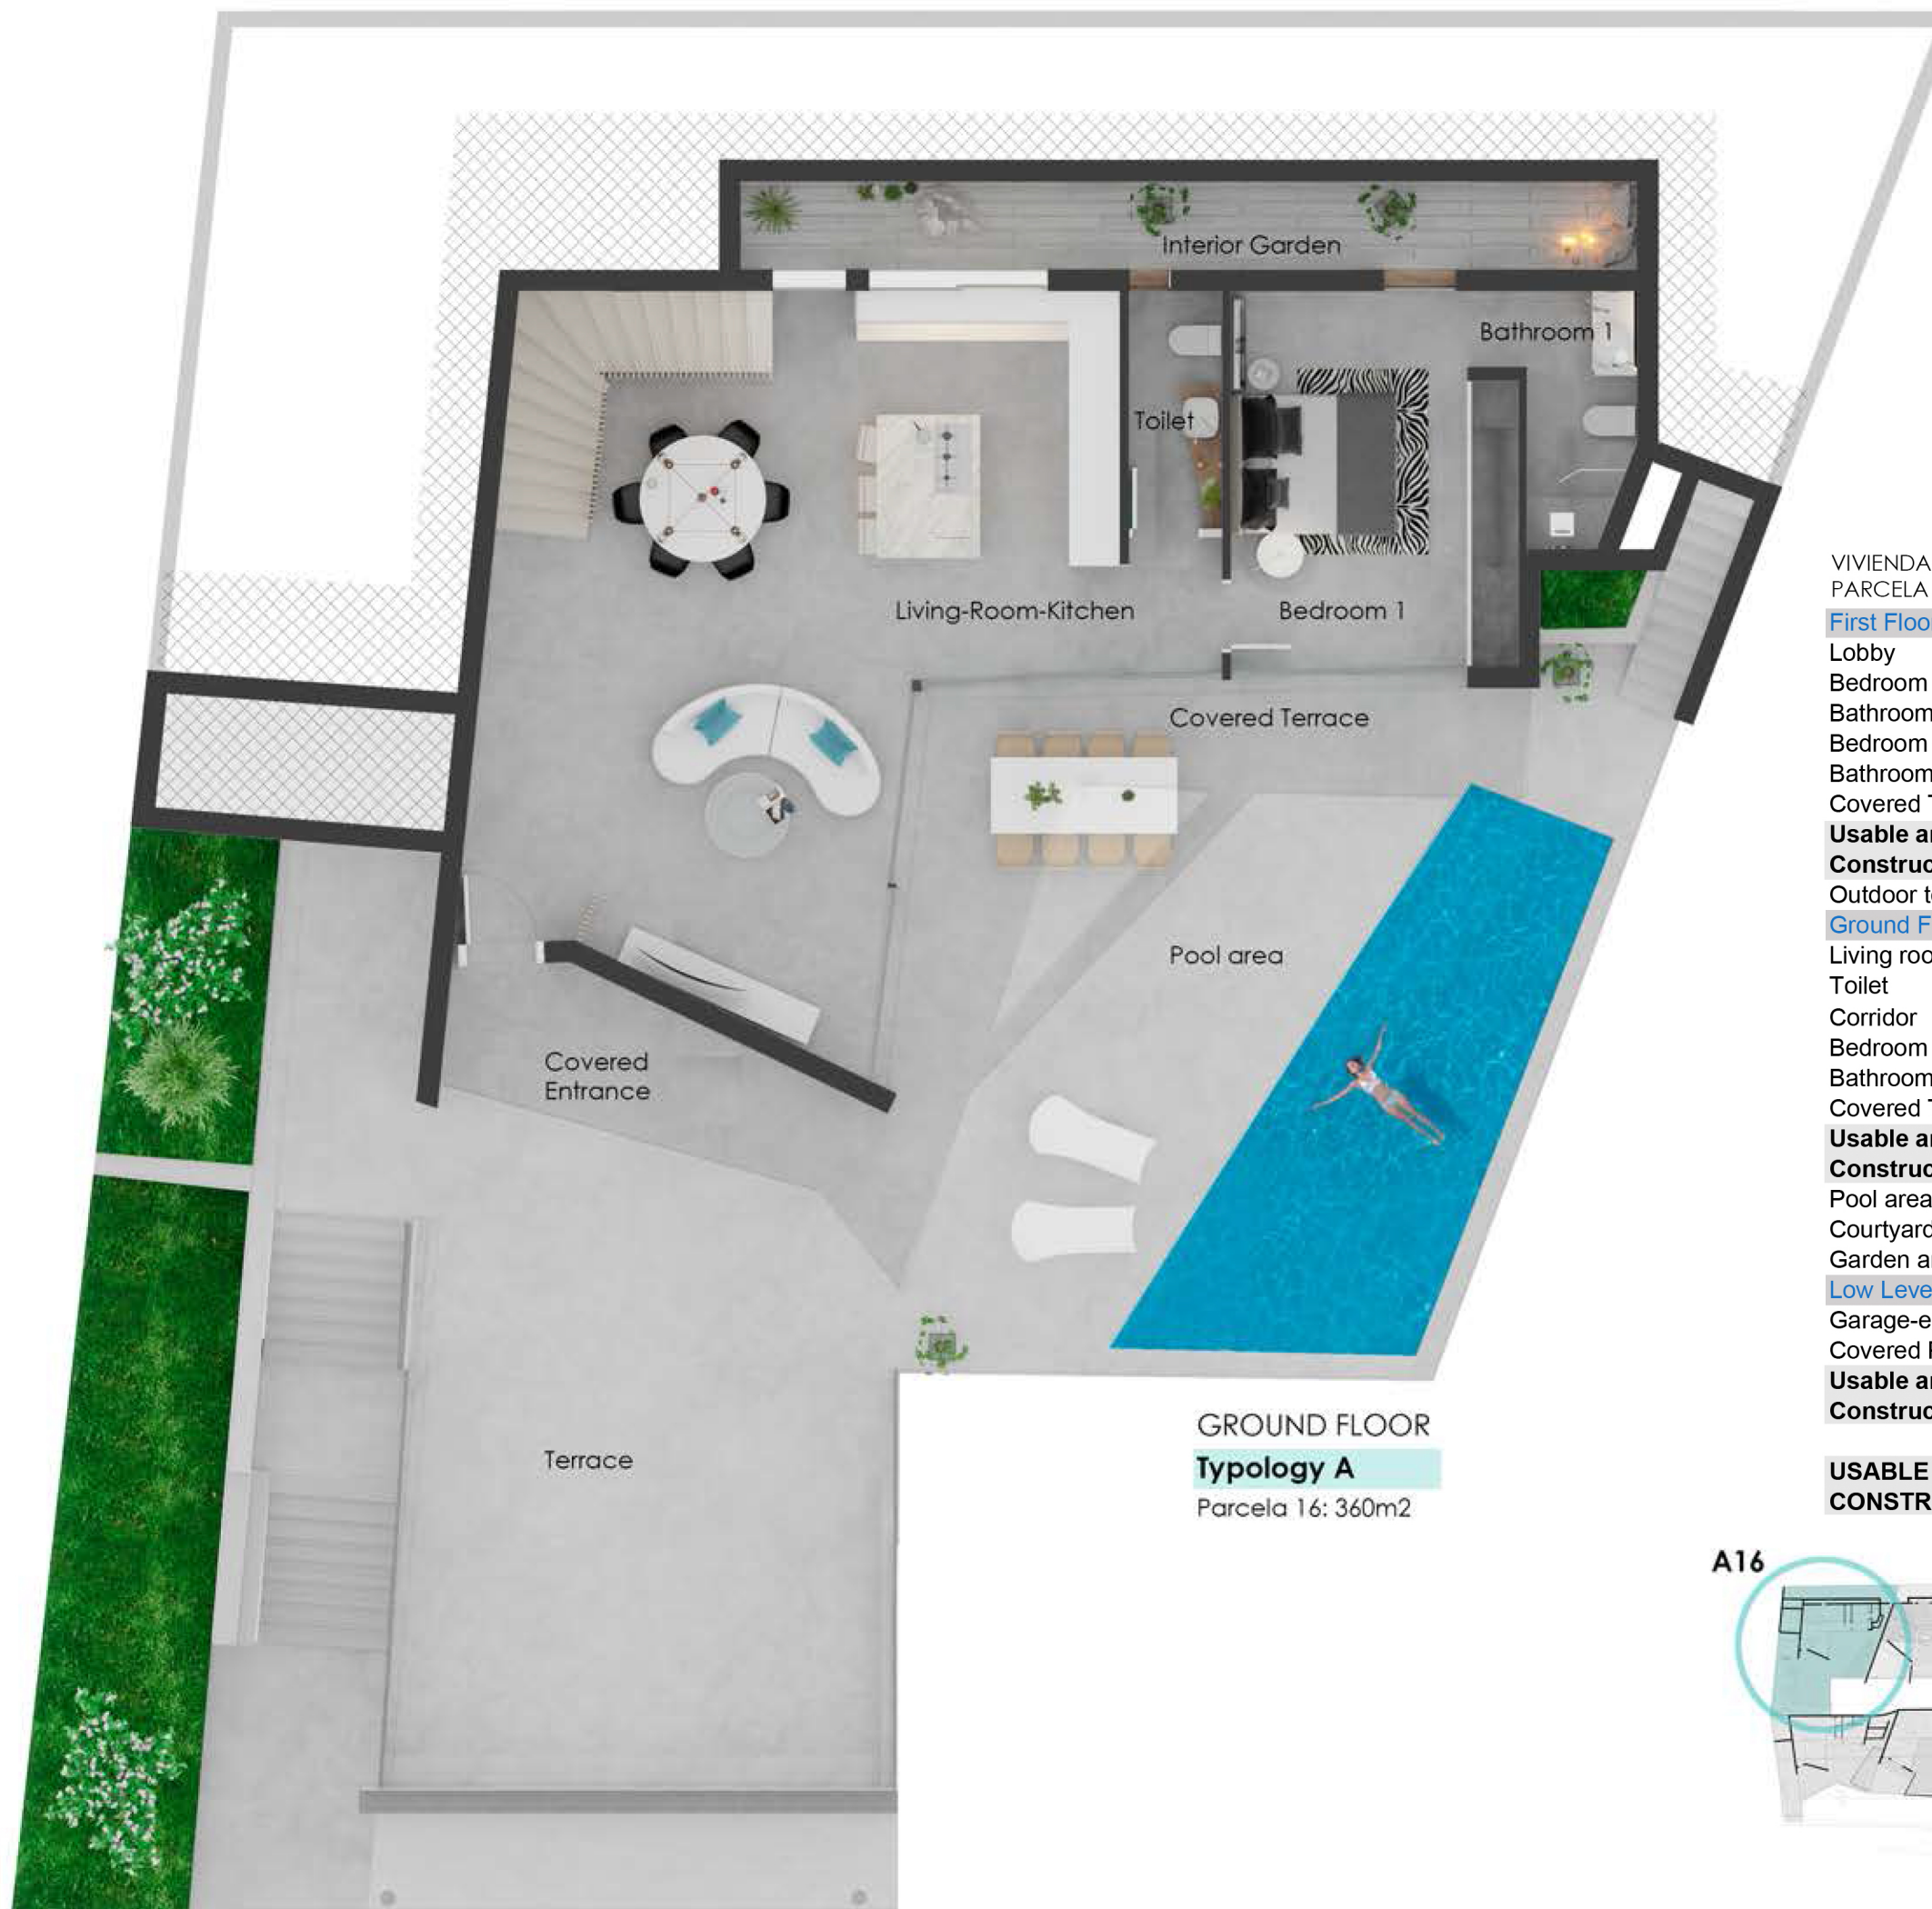 Interior Garden
Bathroom 1
Toilet
Living-Room-Kitchen
Bedroom 1
Covered Terrace
Pool area
Covered
Entrance
Terrace
GROUND FLOOR
Typology A
Parcela 16: 360m2
VIVIENDA
PARCELA
First Floo
Lobby
Bedroom
Bathroom
Bedroom
Bathroom
Covered
Usable a
Construc
Outdoor t
Ground F
Living roo
Toilet
Corridor
Bedroom
Bathroom
Covered
Usable a
Construc
Pool area
Courtyard
Garden a
Low Leve
Garage-e
Covered
Usable a
Construc
USABLE
CONSTR
A16